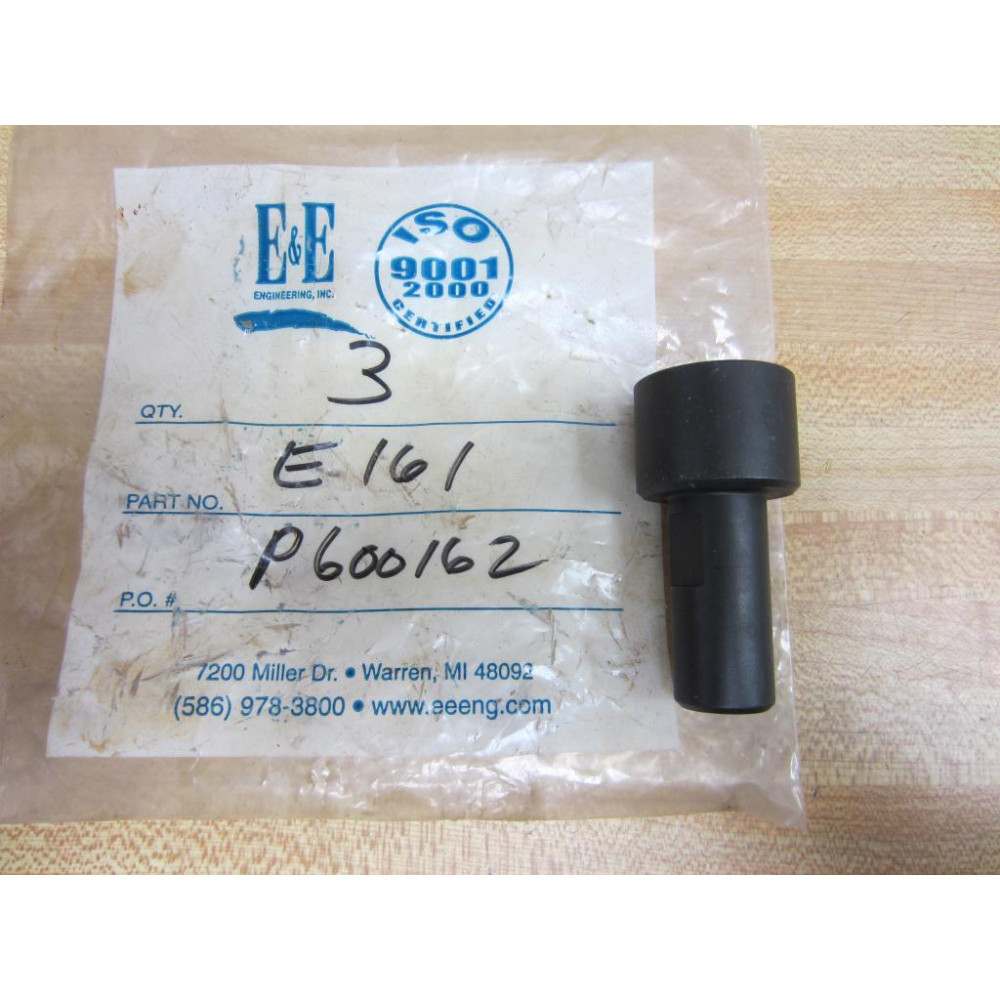 E&E
ENGINEERING, INC.
ISO
9001
2000
CERTIFIED
3
QTY.
E161
PART NO.
P600162
P.O. #
7200 Miller Dr. • Warren, MI 48092
(586) 978-3800 • www.eeeng.com